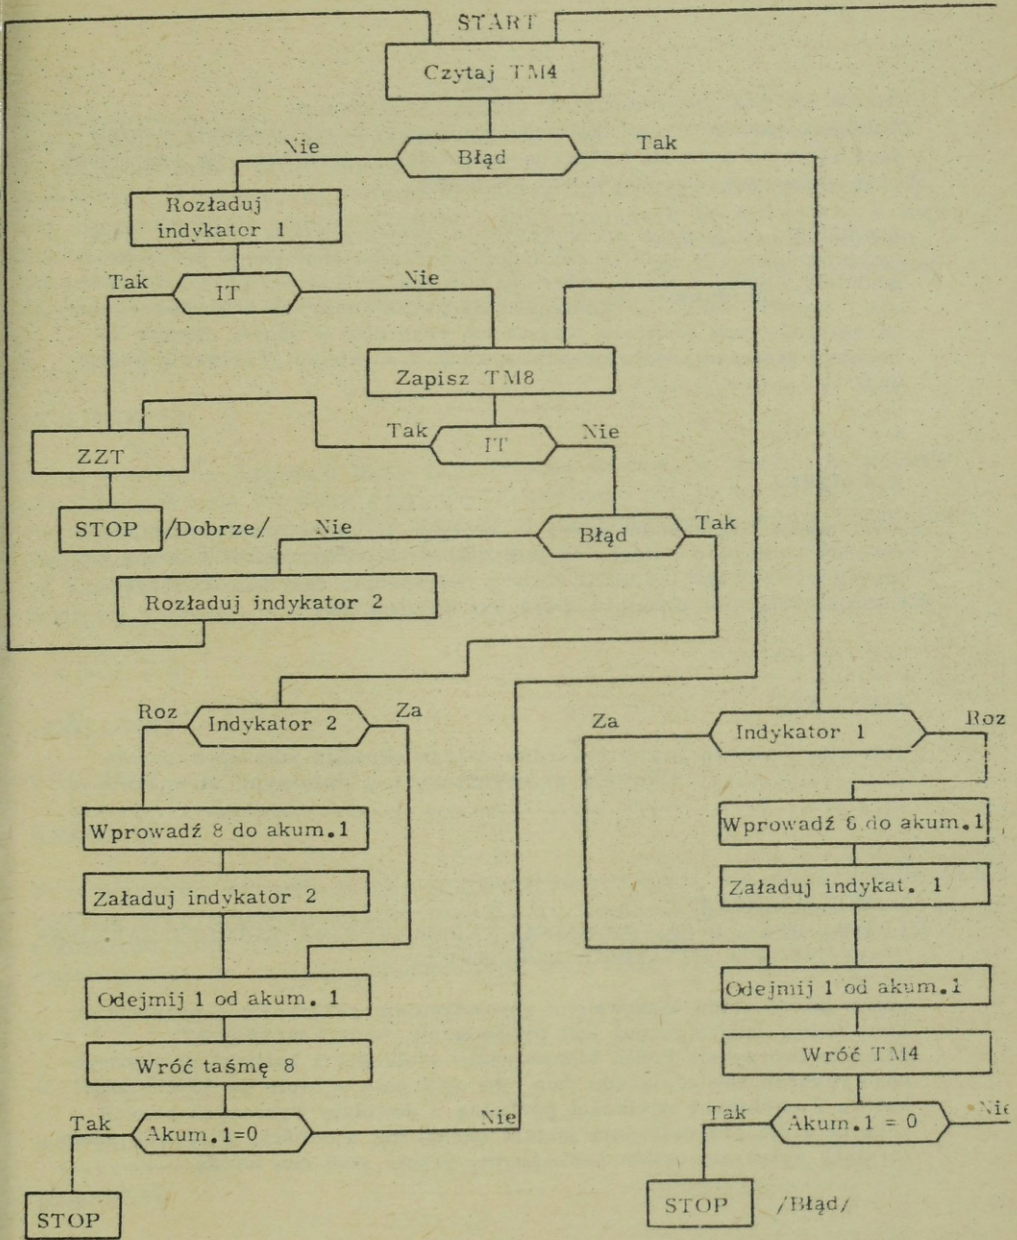 START
Czytaj TM4
Nie
Błąd
Tak
Rozładuj
indykator 1
Tak
IT
Nie
Zapisz TM8
ZZT
Tak
IT
Nie
STOP /Dobrze/
Nie
Błąd
Tak
Rozładuj indykator 2
Roz
Indykator 2
Za
Za
Indykator 1
Roz
Wprowadź 8 do akum.1
Wprowadź 6 do akum.1
Załaduj indykator 2
Załaduj indykat. 1
Odejmij 1 od akum. 1
Odejmij 1 od akum.1
Wróć taśmę 8
Wróć TM4
Tak
Akum.1=0
Nie
Tak
Akum.1 = 0
Nie
STOP
STOP /Błąd/